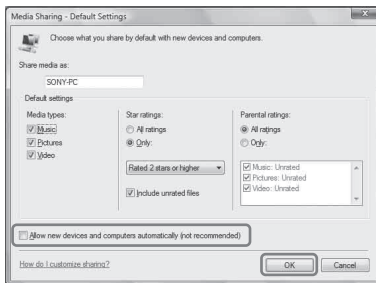 Media Sharing - Default Settings
Choose what you share by default with new devices and computers.
Share media as:
SONY-PC
Default settings
Media types:
Music
Pictures
Video
Star ratings:
All ratings
Only:
Rated 2 stars or higher
Include unrated files
Parental ratings:
All ratings
Only:
Music: Unrated
Pictures: Unrated
Video: Unrated
Allow new devices and computers automatically (not recommended)
How do I customize sharing?
OK
Cancel